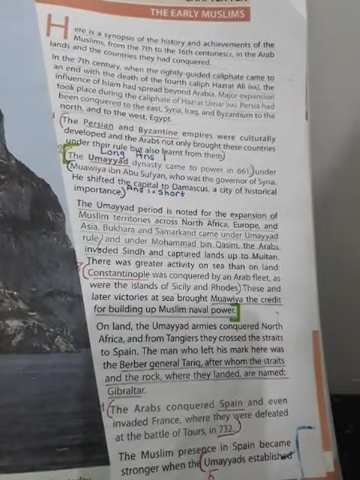 THE EARLY MUSLIMS
Here is a synopsis of the history and achievements of the
Muslims, from the 7th to the 16th centuries, in the Arab
lands and the countries they had conquered.
In the 7th century, when the rightly-guided caliphate came to
an end with the death of the fourth caliph Hazrat Ali, the
influence of Islam had spread beyond Arabia. Major expansion
took place during the caliphate of Hazrat Umar. Persia had
been conquered to the east, Syria, Iraq, and Byzantium to the
north, and to the west, Egypt.
(The Persian and Byzantine empires were culturally
developed and the Arabs not only brought these countries
under their rule but also learnt from them)
Long Ans 1
The Umayyad dynasty came to power in 661, under
(Muawiya ibn Abu Sufyan, who was the governor of Syria.
He shifted the capital to Damascus, a city of historical
importance) Ans is Short
The Umayyad period is noted for the expansion of
Muslim territories across North Africa, Europe, and
Asia. Bukhara and Samarkand came under Umayyad
rule and under Mohammad bin Qasim, the Arabs
invaded Sindh and captured lands up to Multan.
There was greater activity on sea than on land:
(Constantinople was conquered by an Arab fleet, as
were the islands of Sicily and Rhodes) These and
later victories at sea brought Muawiya the credit
for building up Muslim naval power.]
On land, the Umayyad armies conquered North
Africa, and from Tangiers they crossed the straits
to Spain. The man who left his mark here was
the Berber general Tariq, after whom the straits
and the rock, where they landed, are named:
Gibraltar.
(The Arabs conquered Spain and even
invaded France, where they were defeated
at the battle of Tours, in 732.
The Muslim presence in Spain became
stronger when the (Umayyads established